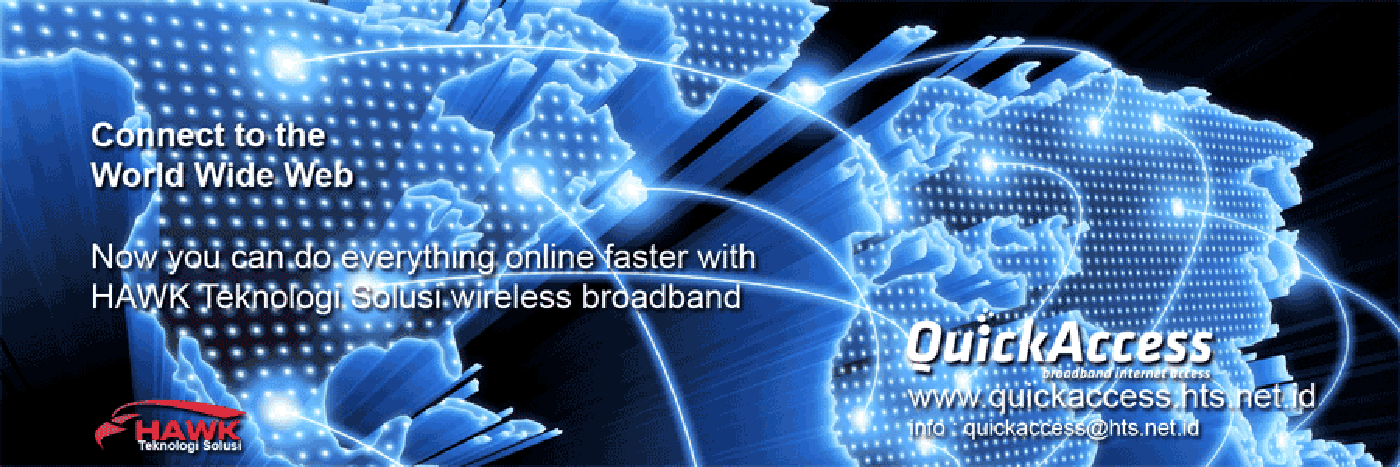 Connect to the
World Wide Web
Now you can do everything online faster with
HAWK Teknologi Solusi wireless broadband
QuickAccess
broadband internet access
www.quickaccess.hts.net.id
info : quickaccess@hts.net.id
HAWK
Teknologi Solusi